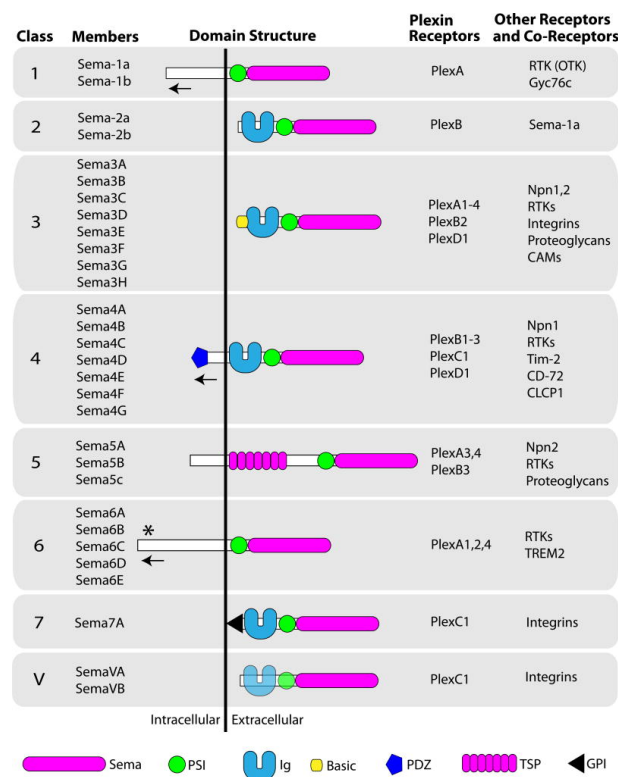 Class Members Domain Structure Plexin Receptors Other Receptors and Co-Receptors
1
Sema-1a
Sema-1b
PlexA
RTK (OTK)
Gyc76c
2
Sema-2a
Sema-2b
PlexB
Sema-1a
3
Sema3A
Sema3B
Sema3C
Sema3D
Sema3E
Sema3F
Sema3G
Sema3H
PlexA1-4
PlexB2
PlexD1
Npn1,2
RTKs
Integrins
Proteoglycans
CAMs
4
Sema4A
Sema4B
Sema4C
Sema4D
Sema4E
Sema4F
Sema4G
PlexB1-3
PlexC1
PlexD1
Npn1
RTKs
Tim-2
CD-72
CLCP1
5
Sema5A
Sema5B
Sema5c
PlexA3,4
PlexB3
Npn2
RTKs
Proteoglycans
6
Sema6A
Sema6B
Sema6C
Sema6D
Sema6E
*
PlexA1,2,4
RTKs
TREM2
7
Sema7A
PlexC1
Integrins
V
SemaVA
SemaVB
PlexC1
Integrins
Intracellular Extracellular
Sema PSI Ig Basic PDZ TSP GPI